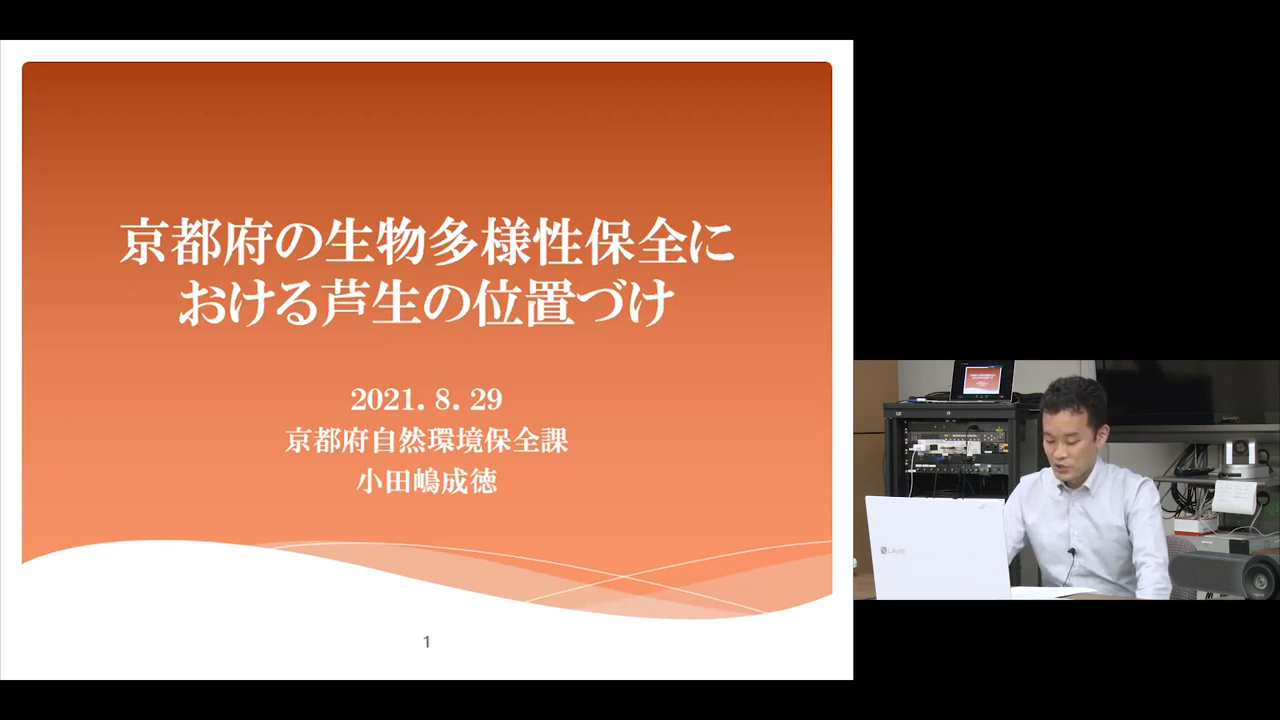 京都府の生物多様性保全に
おける芦生の位置づけ
2021. 8. 29
京都府自然環境保全課
小田嶋成徳
1
LAVIE